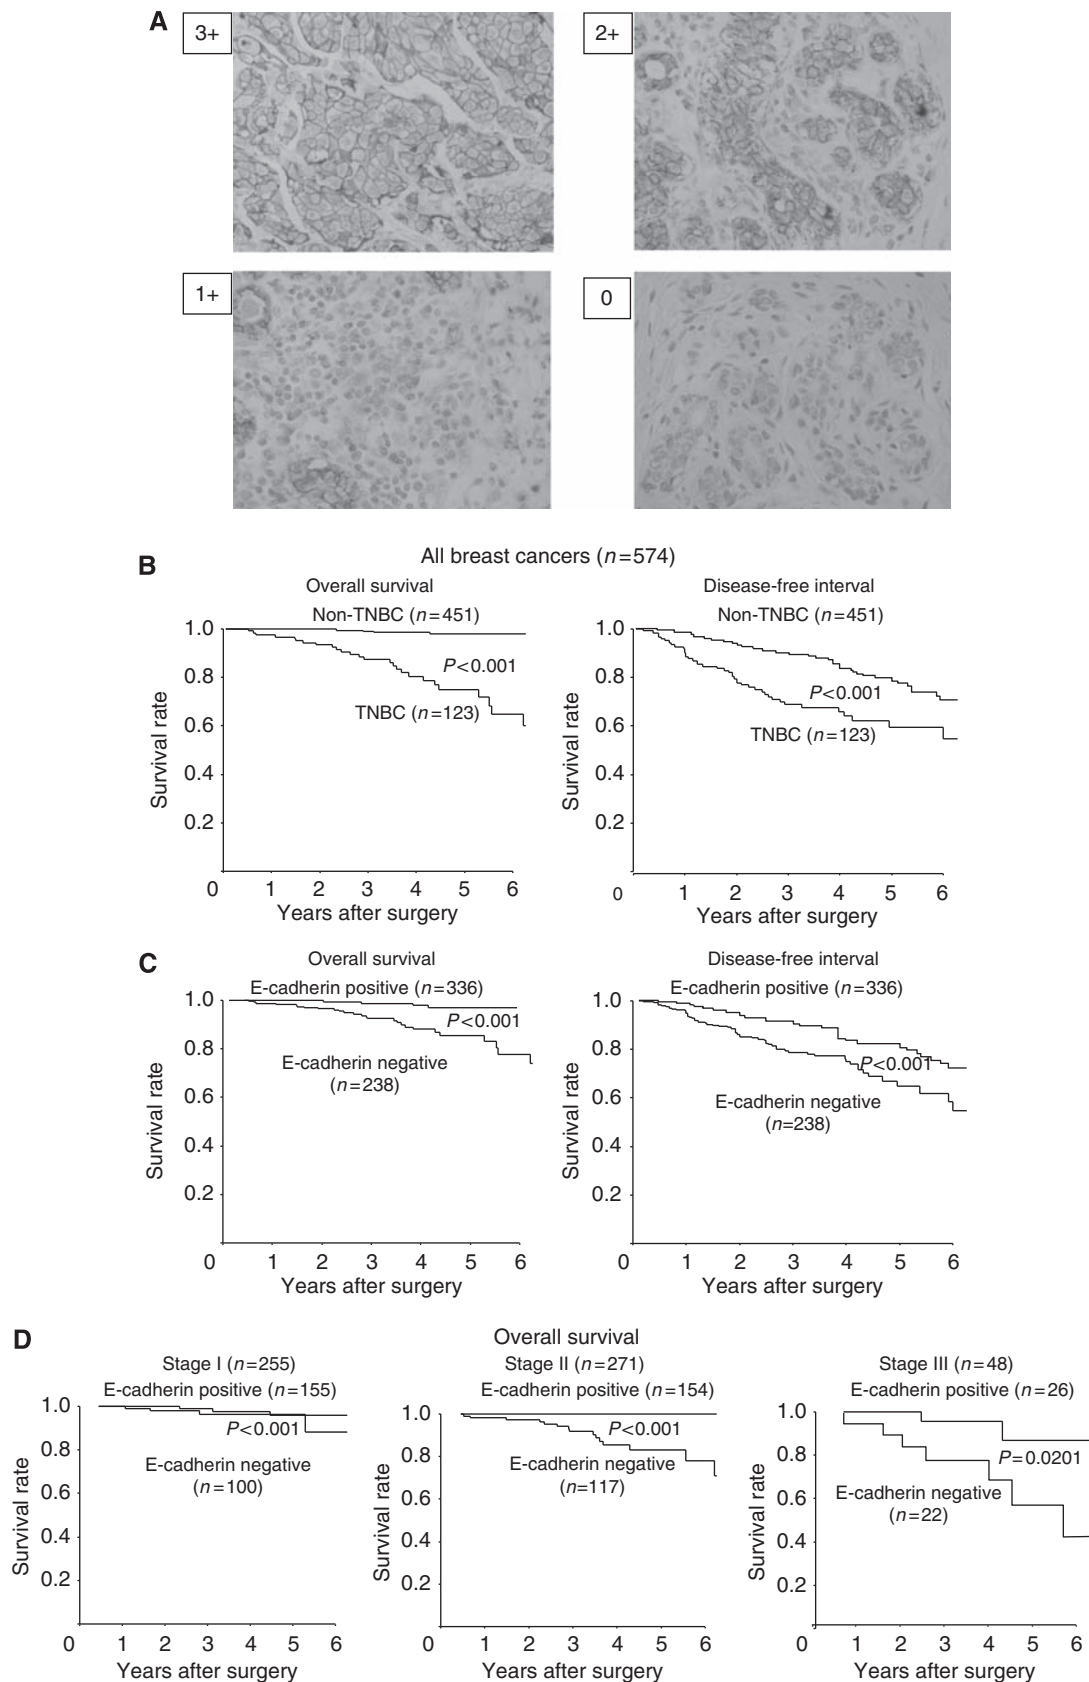 A
3+
2+
1+
0
B
All breast cancers (n=574)
Overall survival
Non-TNBC (n=451)
1.0
0.8
0.6
0.4
0.2
P<0.001
TNBC (n=123)
Survival rate
0 1 2 3 4 5 6
Years after surgery
Disease-free interval
Non-TNBC (n=451)
1.0
0.8
0.6
0.4
0.2
P<0.001
TNBC (n=123)
Survival rate
0 1 2 3 4 5 6
Years after surgery
C
Overall survival
E-cadherin positive (n=336)
1.0
0.8
0.6
0.4
0.2
P<0.001
E-cadherin negative
(n=238)
Survival rate
0 1 2 3 4 5 6
Years after surgery
Disease-free interval
E-cadherin positive (n=336)
1.0
0.8
0.6
0.4
0.2
P<0.001
E-cadherin negative
(n=238)
Survival rate
0 1 2 3 4 5 6
Years after surgery
D
Overall survival
Stage I (n=255)
E-cadherin positive (n=155)
1.0
0.8
0.6
0.4
0.2
P<0.001
E-cadherin negative
(n=100)
Survival rate
0 1 2 3 4 5 6
Years after surgery
Stage II (n=271)
E-cadherin positive (n=154)
1.0
0.8
0.6
0.4
0.2
P<0.001
E-cadherin negative
(n=117)
Survival rate
0 1 2 3 4 5 6
Years after surgery
Stage III (n=48)
E-cadherin positive (n=26)
1.0
0.8
0.6
0.4
0.2
P=0.0201
E-cadherin negative
(n=22)
Survival rate
0 1 2 3 4 5 6
Years after surgery